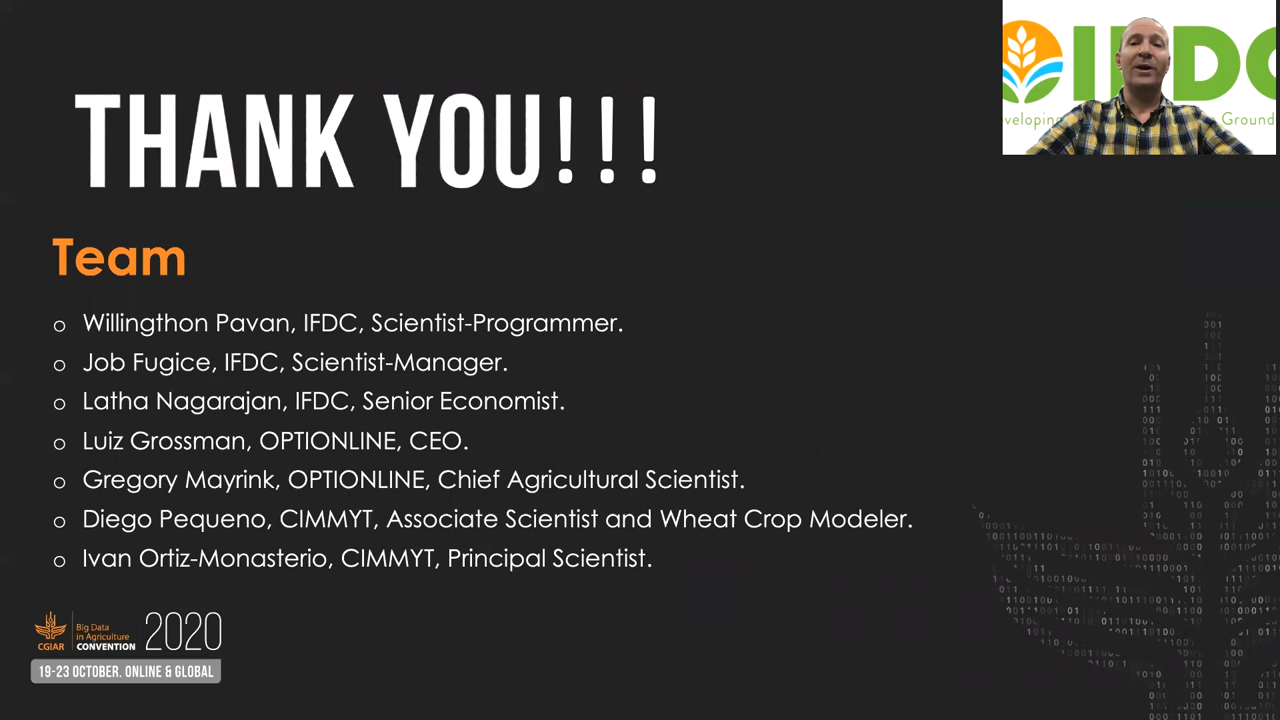 THANK YOU!!!
IFDC
Developing Ground
Team
o Willingthon Pavan, IFDC, Scientist-Programmer.
o Job Fugice, IFDC, Scientist-Manager.
o Latha Nagarajan, IFDC, Senior Economist.
o Luiz Grossman, OPTIONLINE, CEO.
o Gregory Mayrink, OPTIONLINE, Chief Agricultural Scientist.
o Diego Pequeno, CIMMYT, Associate Scientist and Wheat Crop Modeler.
o Ivan Ortiz-Monasterio, CIMMYT, Principal Scientist.
CGIAR
Big Data
in Agriculture
CONVENTION
2020
19-23 OCTOBER. ONLINE & GLOBAL